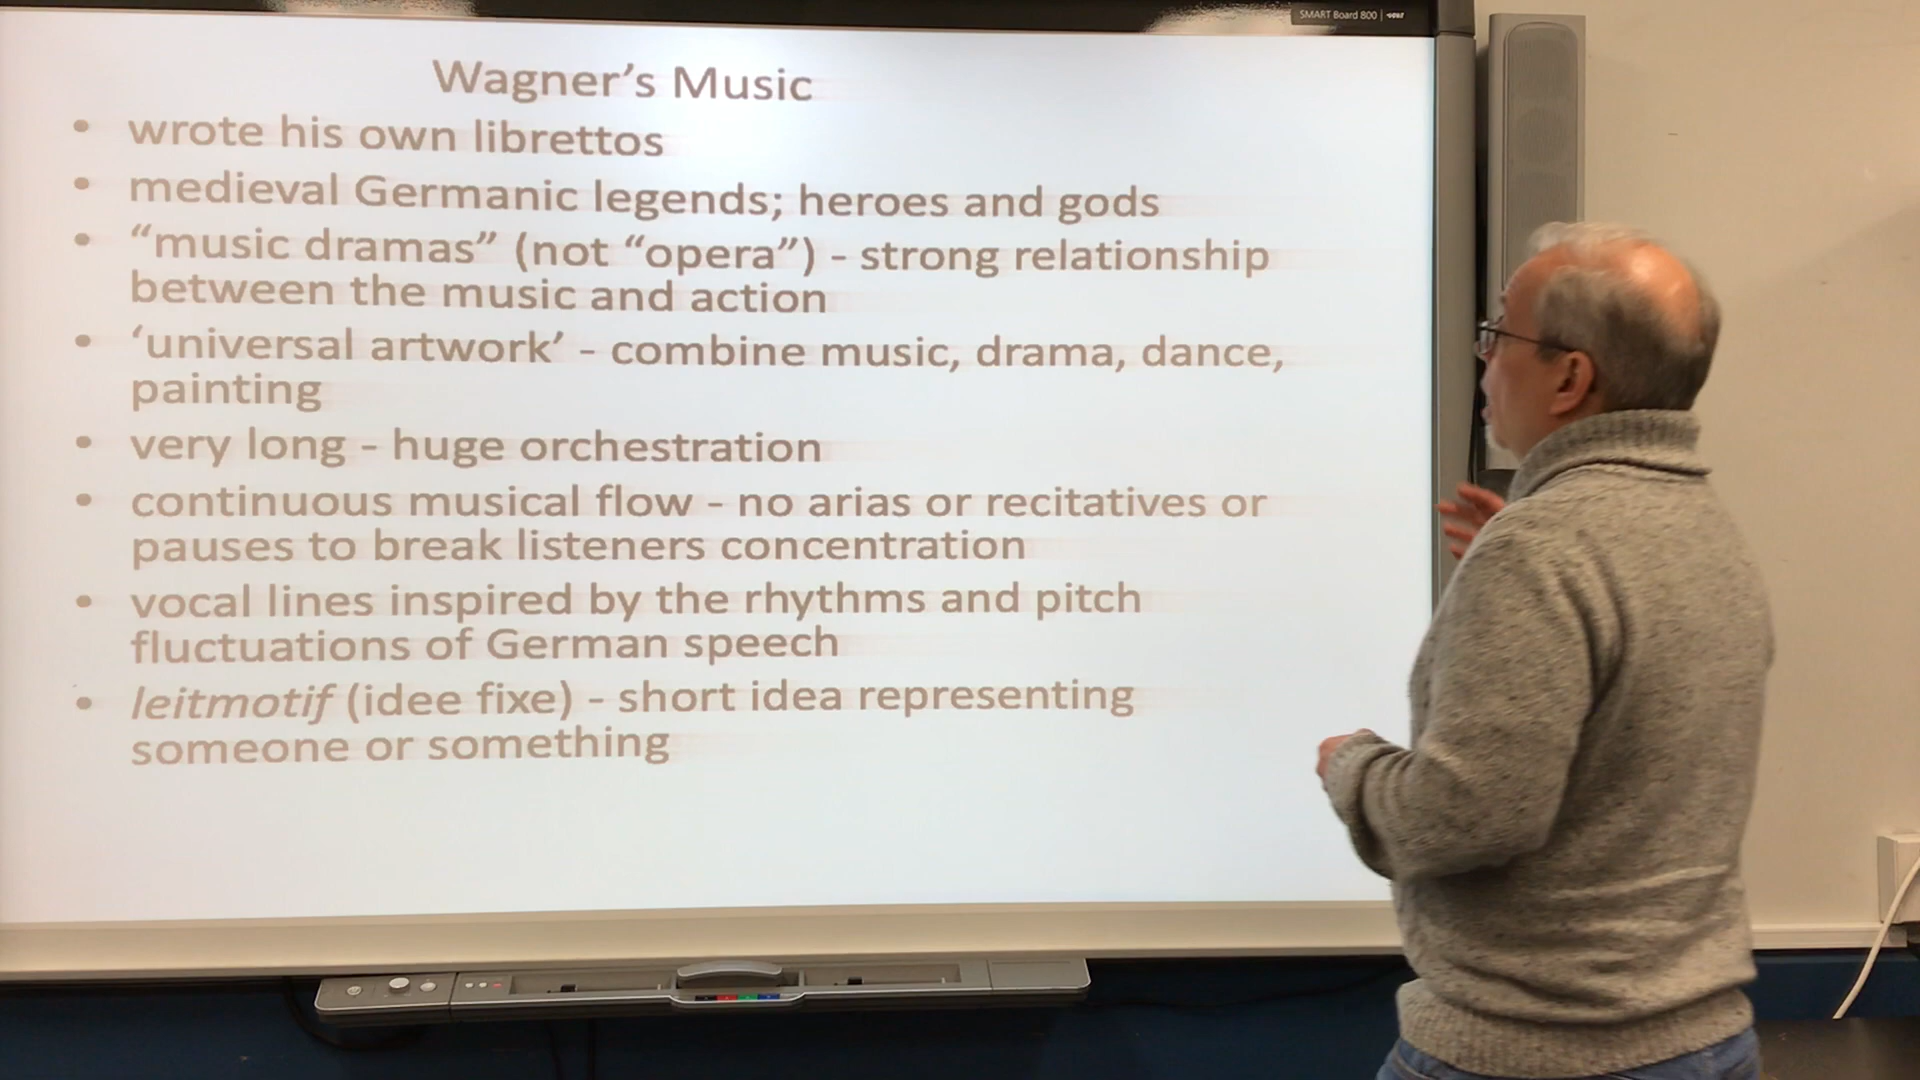 SMART Board 800
Wagner's Music
• wrote his own librettos
• medieval Germanic legends; heroes and gods
• “music dramas” (not “opera”) - strong relationship
between the music and action
• ‘universal artwork’ - combine music, drama, dance,
painting
• very long - huge orchestration
• continuous musical flow - no arias or recitatives or
pauses to break listeners concentration
• vocal lines inspired by the rhythms and pitch
fluctuations of German speech
• leitmotif (idee fixe) - short idea representing
someone or something